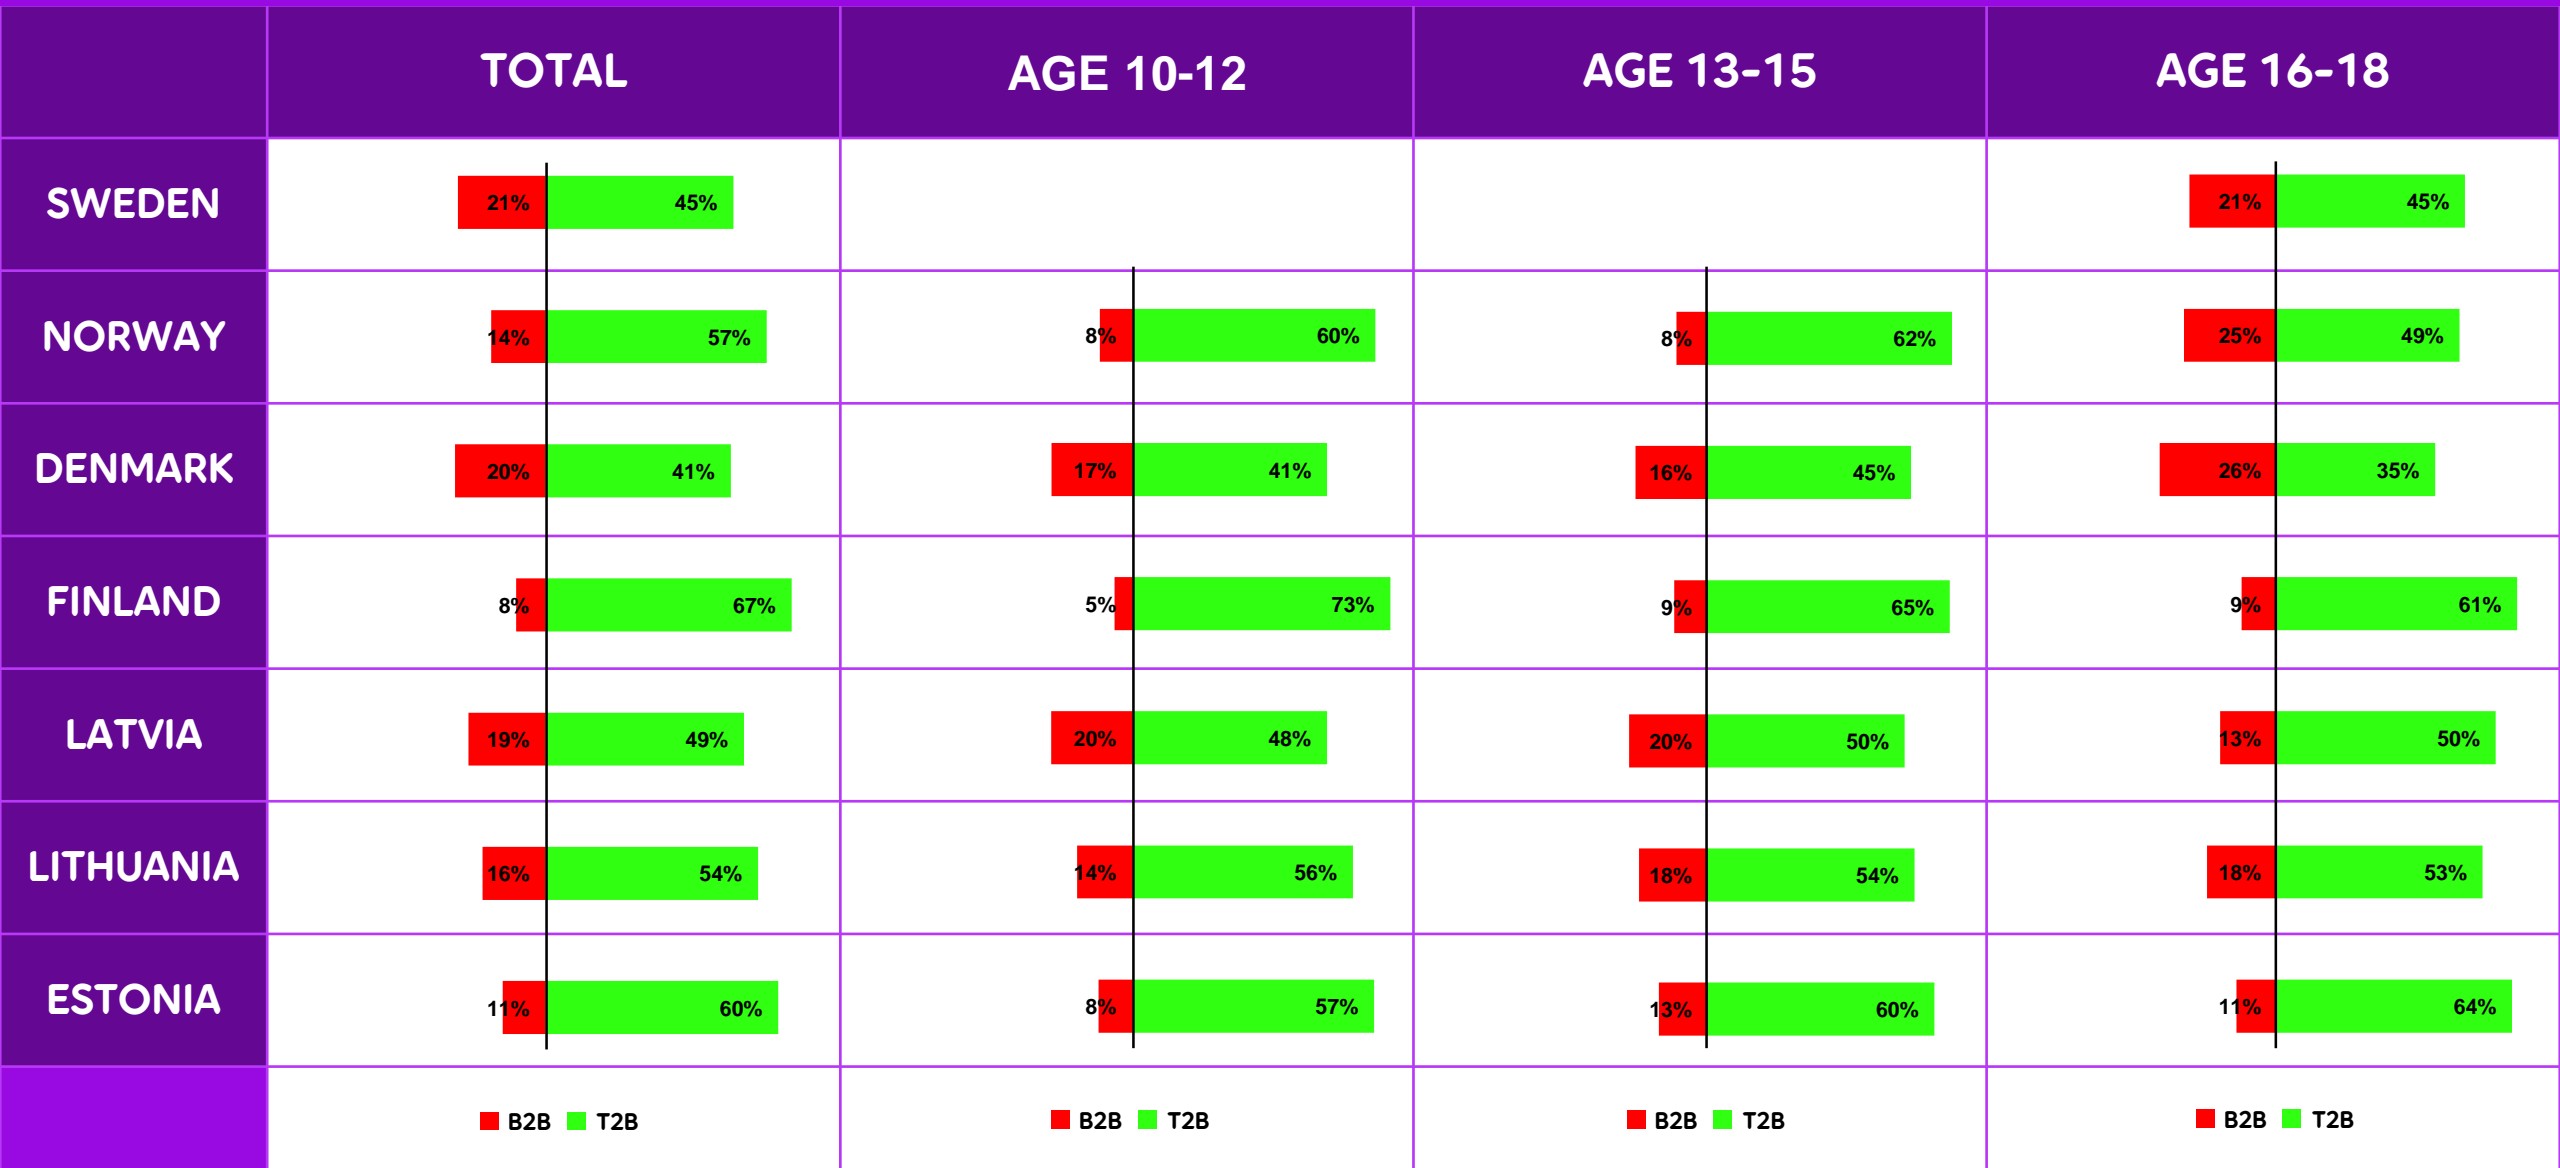 TOTAL AGE 10-12 AGE 13-15 AGE 16-18
SWEDEN 21% 45% 21% 45%
NORWAY 14% 57% 8% 60% 8% 62% 25% 49%
DENMARK 20% 41% 17% 41% 16% 45% 26% 35%
FINLAND 8% 67% 5% 73% 9% 65% 9% 61%
LATVIA 19% 49% 20% 48% 20% 50% 13% 50%
LITHUANIA 16% 54% 14% 56% 18% 54% 18% 53%
ESTONIA 11% 60% 8% 57% 13% 60% 11% 64%
B2B T2B B2B T2B B2B T2B B2B T2B